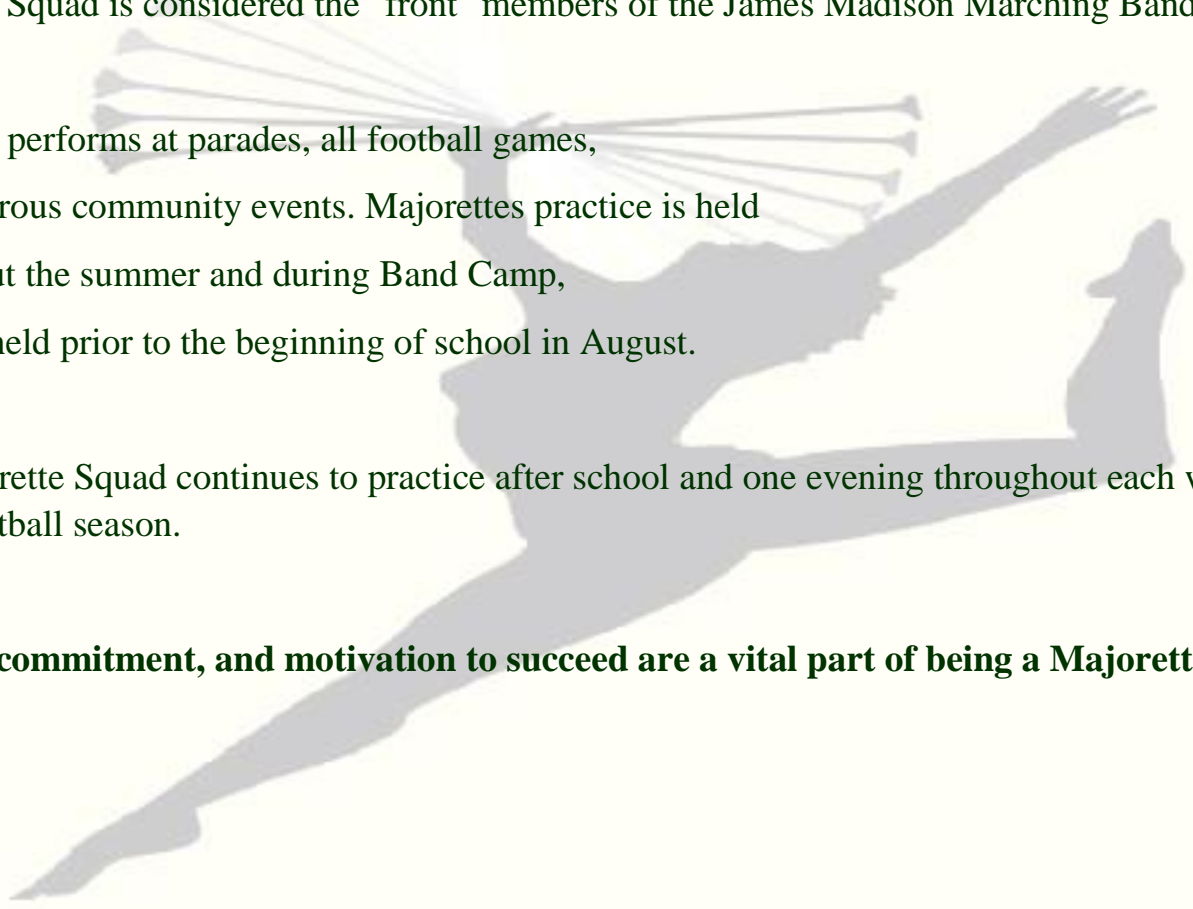 Squad is considered the "front" members of the James Madison Marching Band
performs at parades, all football games,
rous community events. Majorettes practice is held
ut the summer and during Band Camp,
held prior to the beginning of school in August.
rette Squad continues to practice after school and one evening throughout each w
tball season.
commitment, and motivation to succeed are a vital part of being a Majorett